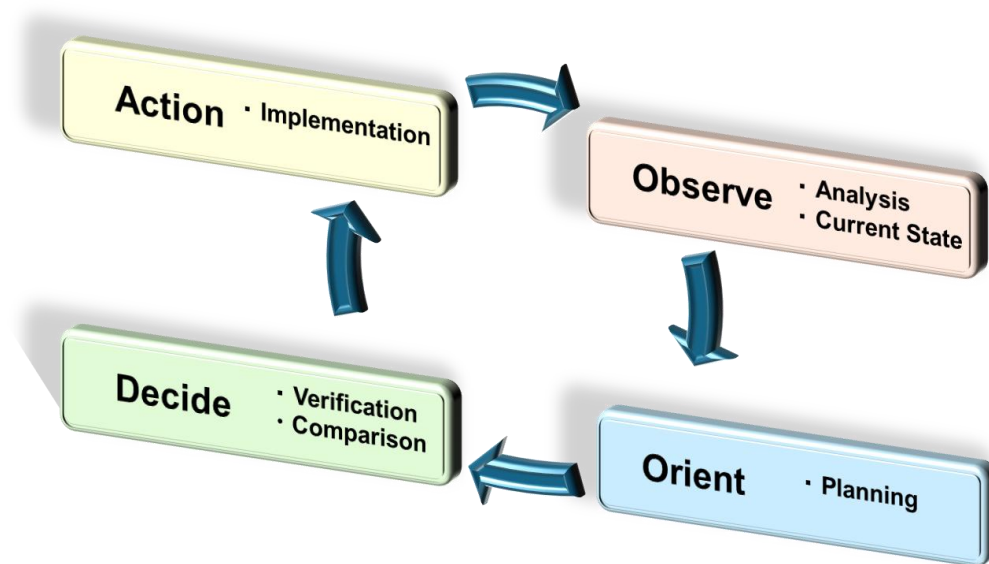 Action
· Implementation
Observe
· Analysis
· Current State
Decide
· Verification
· Comparison
Orient
· Planning